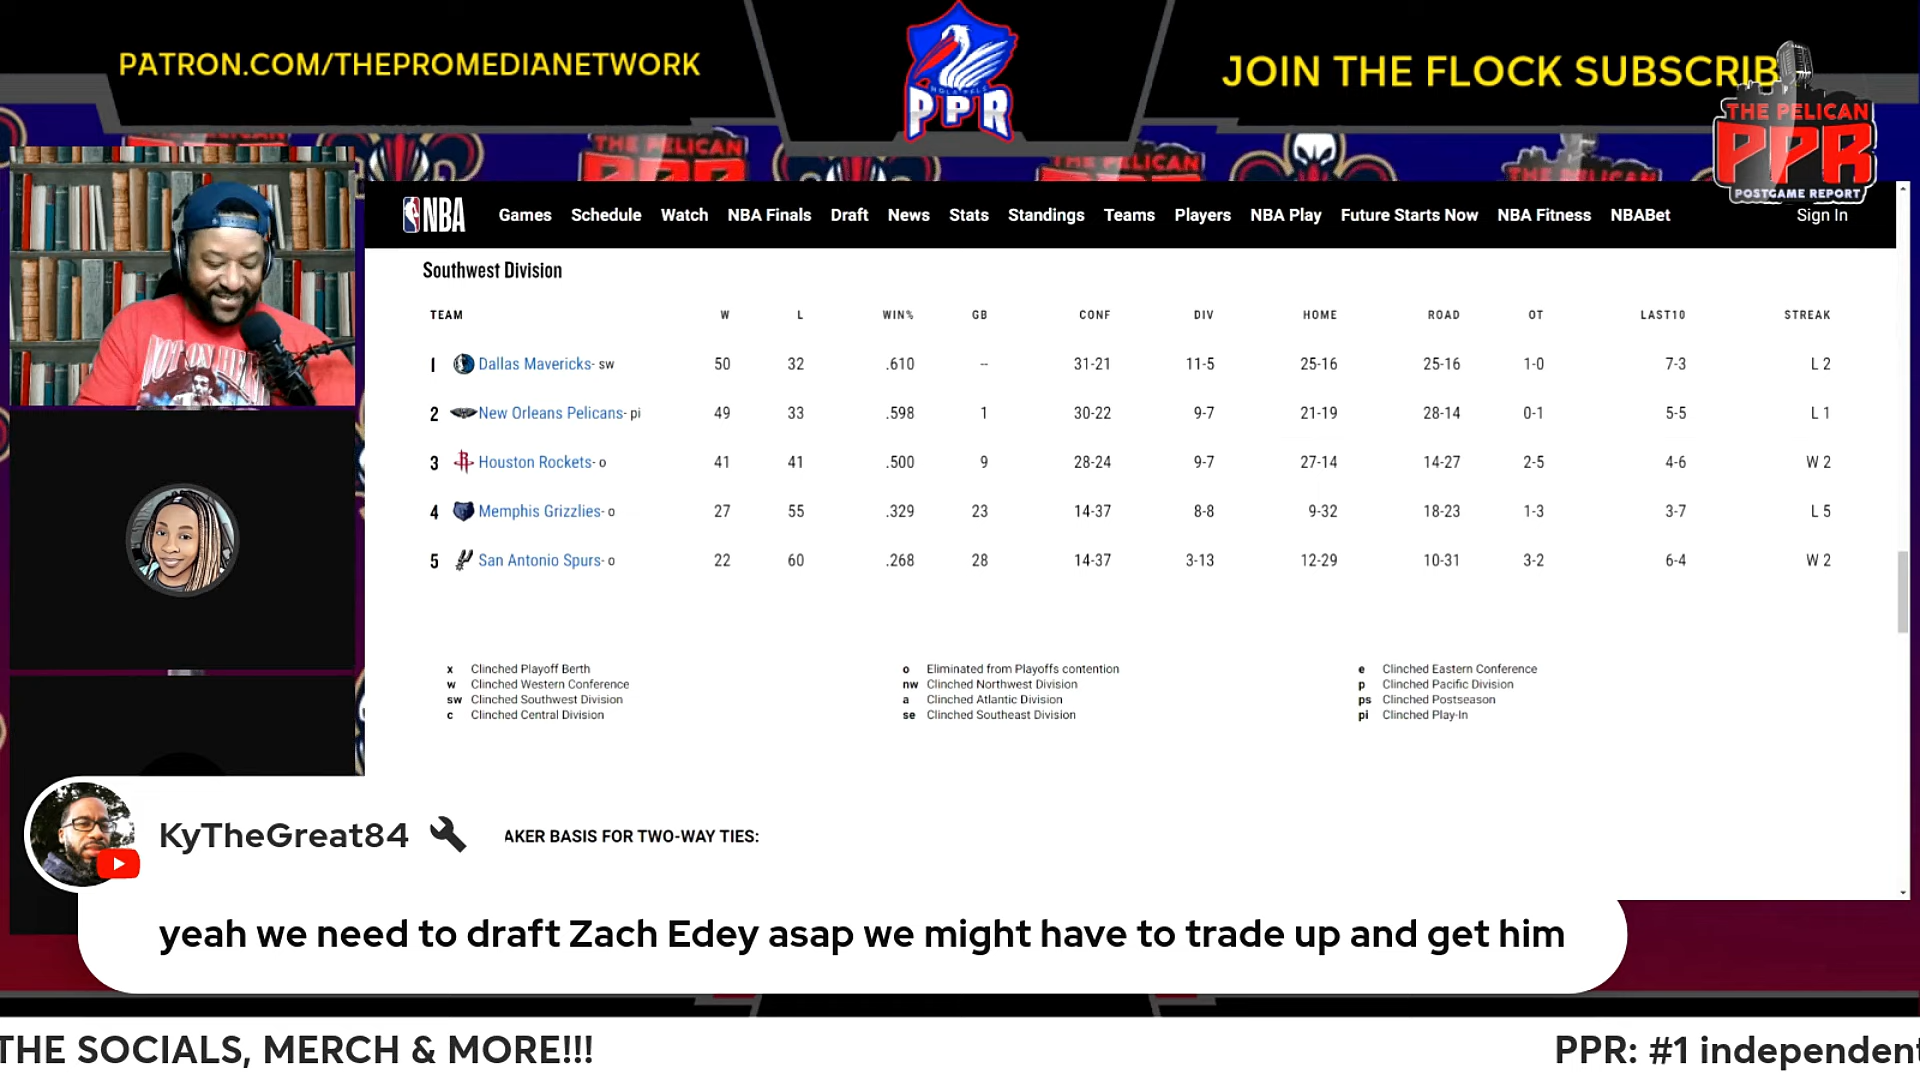 PATRON.COM/THEPROMEDIANETWORK
NOLA PELS
PPR
JOIN THE FLOCK SUBSCRIB
THE PELICAN
PPR
POSTGAME REPORT
THE PELICAN
THE PELICAN
THE PELICAN
NBA
Games Schedule Watch NBA Finals Draft News Stats Standings Teams Players NBA Play Future Starts Now NBA Fitness NBABet
Sign In
Southwest Division
TEAM W L WIN% GB CONF DIV HOME ROAD OT LAST10 STREAK
1 Dallas Mavericks- sw 50 32 .610 -- 31-21 11-5 25-16 25-16 1-0 7-3 L 2
2 New Orleans Pelicans- pi 49 33 .598 1 30-22 9-7 21-19 28-14 0-1 5-5 L 1
3 Houston Rockets- o 41 41 .500 9 28-24 9-7 27-14 14-27 2-5 4-6 W 2
4 Memphis Grizzlies- o 27 55 .329 23 14-37 8-8 9-32 18-23 1-3 3-7 L 5
5 San Antonio Spurs- o 22 60 .268 28 14-37 3-13 12-29 10-31 3-2 6-4 W 2
x Clinched Playoff Berth
w Clinched Western Conference
sw Clinched Southwest Division
c Clinched Central Division
o Eliminated from Playoffs contention
nw Clinched Northwest Division
a Clinched Atlantic Division
se Clinched Southeast Division
e Clinched Eastern Conference
p Clinched Pacific Division
ps Clinched Postseason
pi Clinched Play-In
KyTheGreat84
AKER BASIS FOR TWO-WAY TIES:
yeah we need to draft Zach Edey asap we might have to trade up and get him
THE SOCIALS, MERCH & MORE!!!
PPR: #1 independent